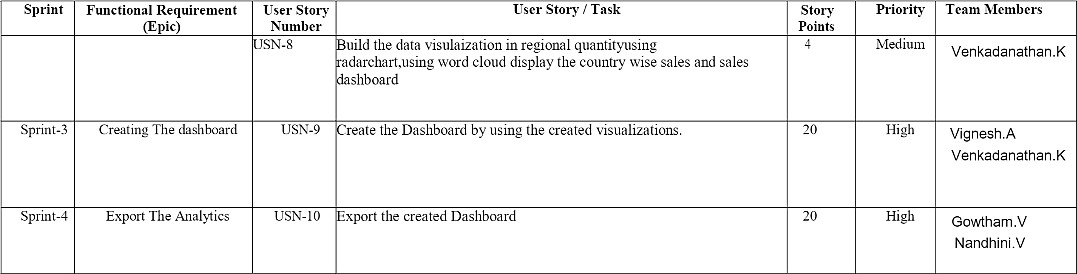 Sprint Functional Requirement (Epic) User Story Number User Story / Task Story Points Priority Team Members
USN-8 Build the data visulaization in regional quantityusing 4 Medium Venkadanathan.K
radarchart,using word cloud display the country wise sales and sales
dashboard
Sprint-3 Creating The dashboard USN-9 Create the Dashboard by using the created visualizations. 20 High Vignesh.A
Venkadanathan.K
Sprint-4 Export The Analytics USN-10 Export the created Dashboard 20 High Gowtham.V
Nandhini.V